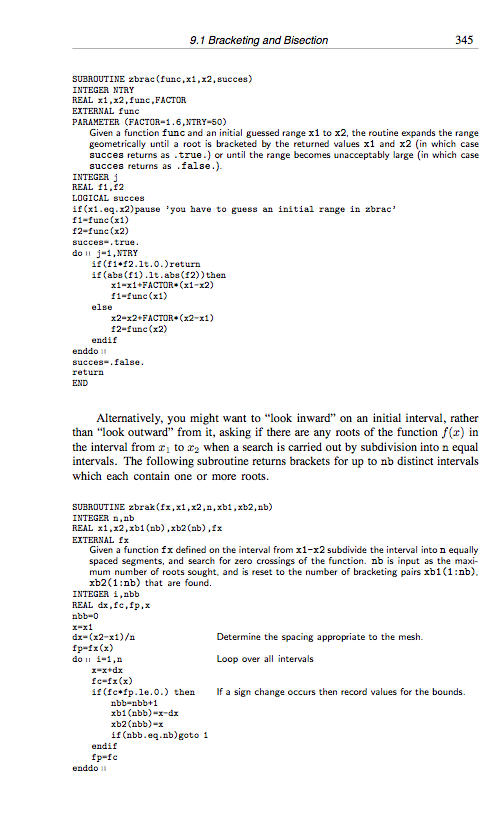 9.1 Bracketing and Bisection 345
SUBROUTINE zbrac(func,x1,x2,succes)
INTEGER NTRY
REAL x1,x2,func,FACTOR
EXTERNAL func
PARAMETER (FACTOR=1.6,NTRY=50)
Given a function func and an initial guessed range x1 to x2, the routine expands the range
geometrically until a root is bracketed by the returned values x1 and x2 (in which case
succes returns as .true.) or until the range becomes unacceptably large (in which case
succes returns as .false.).
INTEGER j
REAL f1,f2
LOGICAL succes
if(x1.eq.x2)pause 'you have to guess an initial range in zbrac'
f1=func(x1)
f2=func(x2)
succes=.true.
do 11 j=1,NTRY
if(f1*f2.lt.0.)return
if(abs(f1).lt.abs(f2))then
x1=x1+FACTOR*(x1-x2)
f1=func(x1)
else
x2=x2+FACTOR*(x2-x1)
f2=func(x2)
endif
enddo 11
succes=.false.
return
END
Alternatively, you might want to “look inward” on an initial interval, rather
than “look outward” from it, asking if there are any roots of the function f(x) in
the interval from x1 to x2 when a search is carried out by subdivision into n equal
intervals. The following subroutine returns brackets for up to nb distinct intervals
which each contain one or more roots.
SUBROUTINE zbrak(fx,x1,x2,n,xb1,xb2,nb)
INTEGER n,nb
REAL x1,x2,xb1(nb),xb2(nb),fx
EXTERNAL fx
Given a function fx defined on the interval from x1-x2 subdivide the interval into n equally
spaced segments, and search for zero crossings of the function. nb is input as the maxi-
mum number of roots sought, and is reset to the number of bracketing pairs xb1(1:nb),
xb2(1:nb) that are found.
INTEGER i,nbb
REAL dx,fc,fp,x
nbb=0
x=x1
dx=(x2-x1)/n Determine the spacing appropriate to the mesh.
fp=fx(x)
do 11 i=1,n Loop over all intervals
x=x+dx
fc=fx(x)
if(fc*fp.le.0.) then If a sign change occurs then record values for the bounds.
nbb=nbb+1
xb1(nbb)=x-dx
xb2(nbb)=x
if(nbb.eq.nb)goto 1
endif
fp=fc
enddo 11